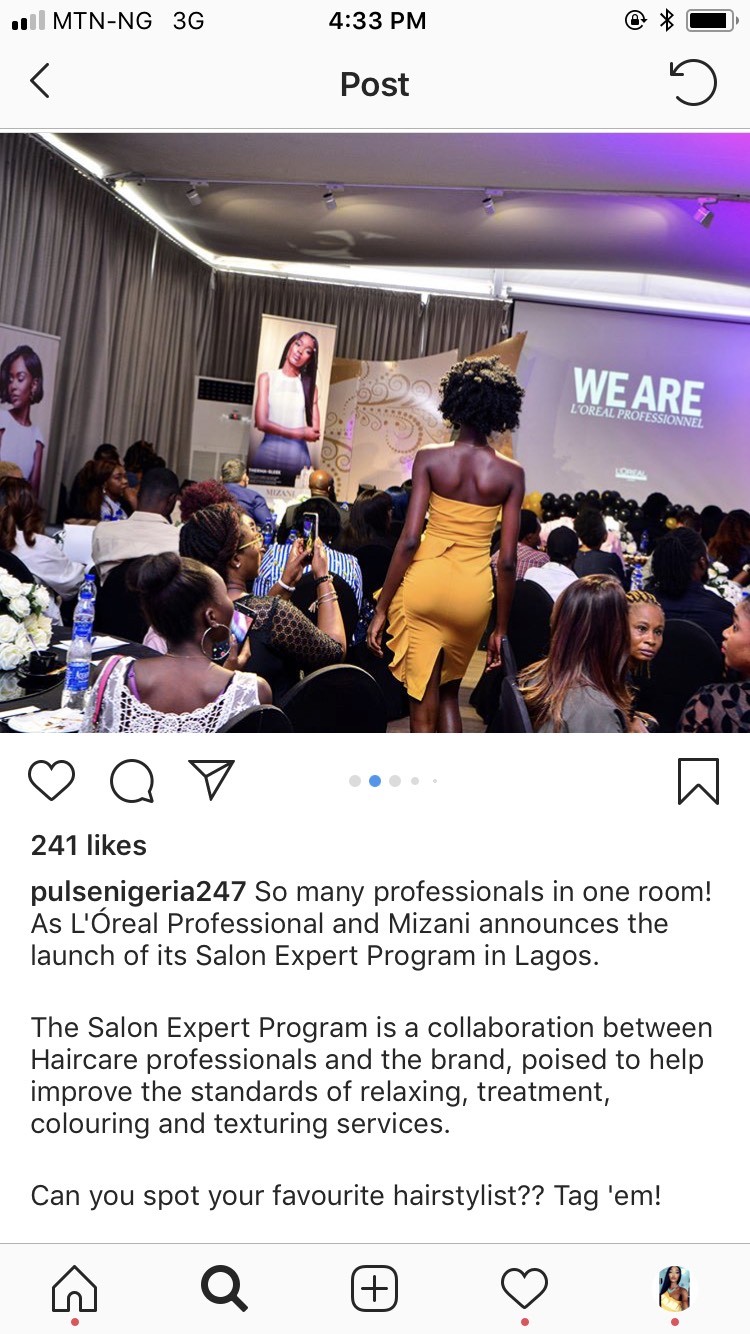 MTN-NG 3G 4:33 PM
Post
WE ARE
L'OREAL PROFESSIONNEL
L'OREAL
MIZANI
241 likes
pulsenigeria247 So many professionals in one room!
As L'Óreal Professional and Mizani announces the
launch of its Salon Expert Program in Lagos.
The Salon Expert Program is a collaboration between
Haircare professionals and the brand, poised to help
improve the standards of relaxing, treatment,
colouring and texturing services.
Can you spot your favourite hairstylist?? Tag 'em!